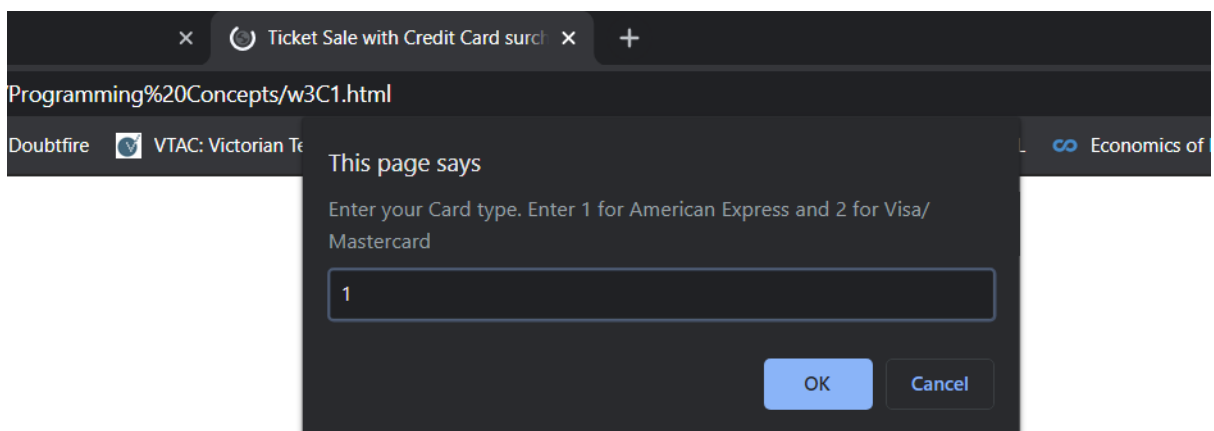 Ticket Sale with Credit Card surch
/Programming%20Concepts/w3C1.html
Doubtfire VTAC: Victorian Te Economics of
This page says
Enter your Card type. Enter 1 for American Express and 2 for Visa/
Mastercard
1
OK Cancel